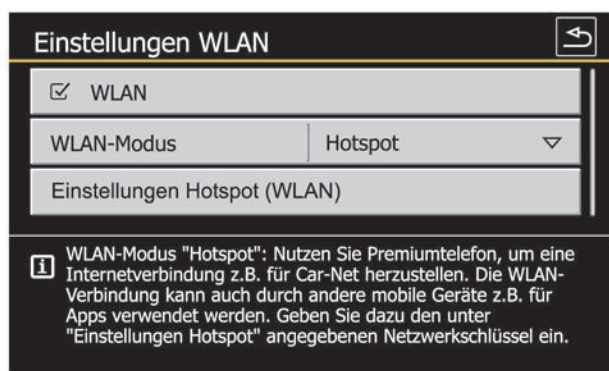 Einstellungen WLAN
WLAN
WLAN-Modus Hotspot
Einstellungen Hotspot (WLAN)
WLAN-Modus "Hotspot": Nutzen Sie Premiumtelefon, um eine
Internetverbindung z.B. für Car-Net herzustellen. Die WLAN-
Verbindung kann auch durch andere mobile Geräte z.B. für
Apps verwendet werden. Geben Sie dazu den unter
"Einstellungen Hotspot" angegebenen Netzwerkschlüssel ein.